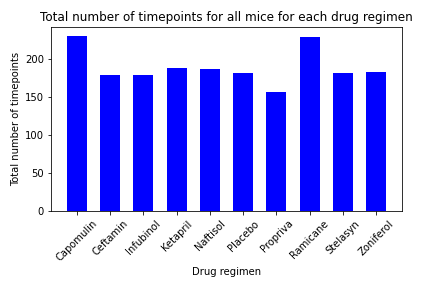 Total number of timepoints for all mice for each drug regimen
Total number of timepoints
200
150
100
50
0
Capomulin
Ceftamin
Infubinol
Ketapril
Naftisol
Placebo
Propriva
Ramicane
Stelasyn
Zoniferol
Drug regimen